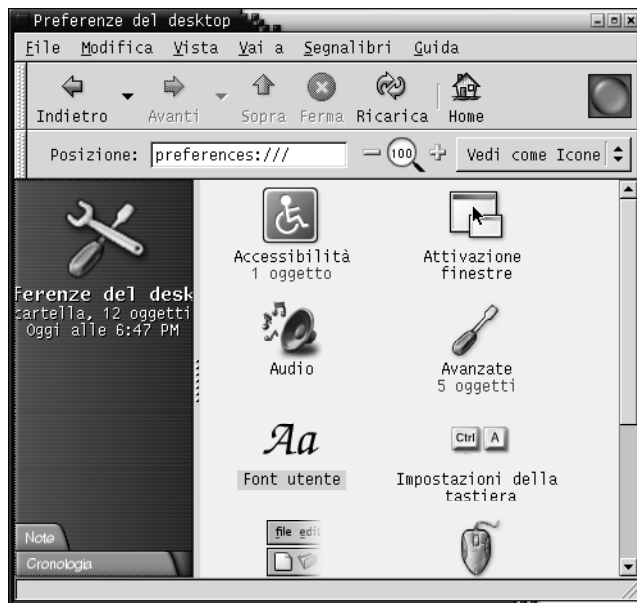 Preferenze del desktop
File Modifica Vista Vai a Segnalibri Guida
Indietro Avanti Sopra Ferma Ricarica Home
Posizione: preferences:/// 100 Vedi come Icone
ferenze del desk
cartella, 12 oggetti
Oggi alle 6:47 PM
Accessibilità
1 oggetto
Attivazione
finestre
Audio
Avanzate
5 oggetti
Aa
Font utente
Ctrl A
Impostazioni della
tastiera
file edit
Note
Cronologia